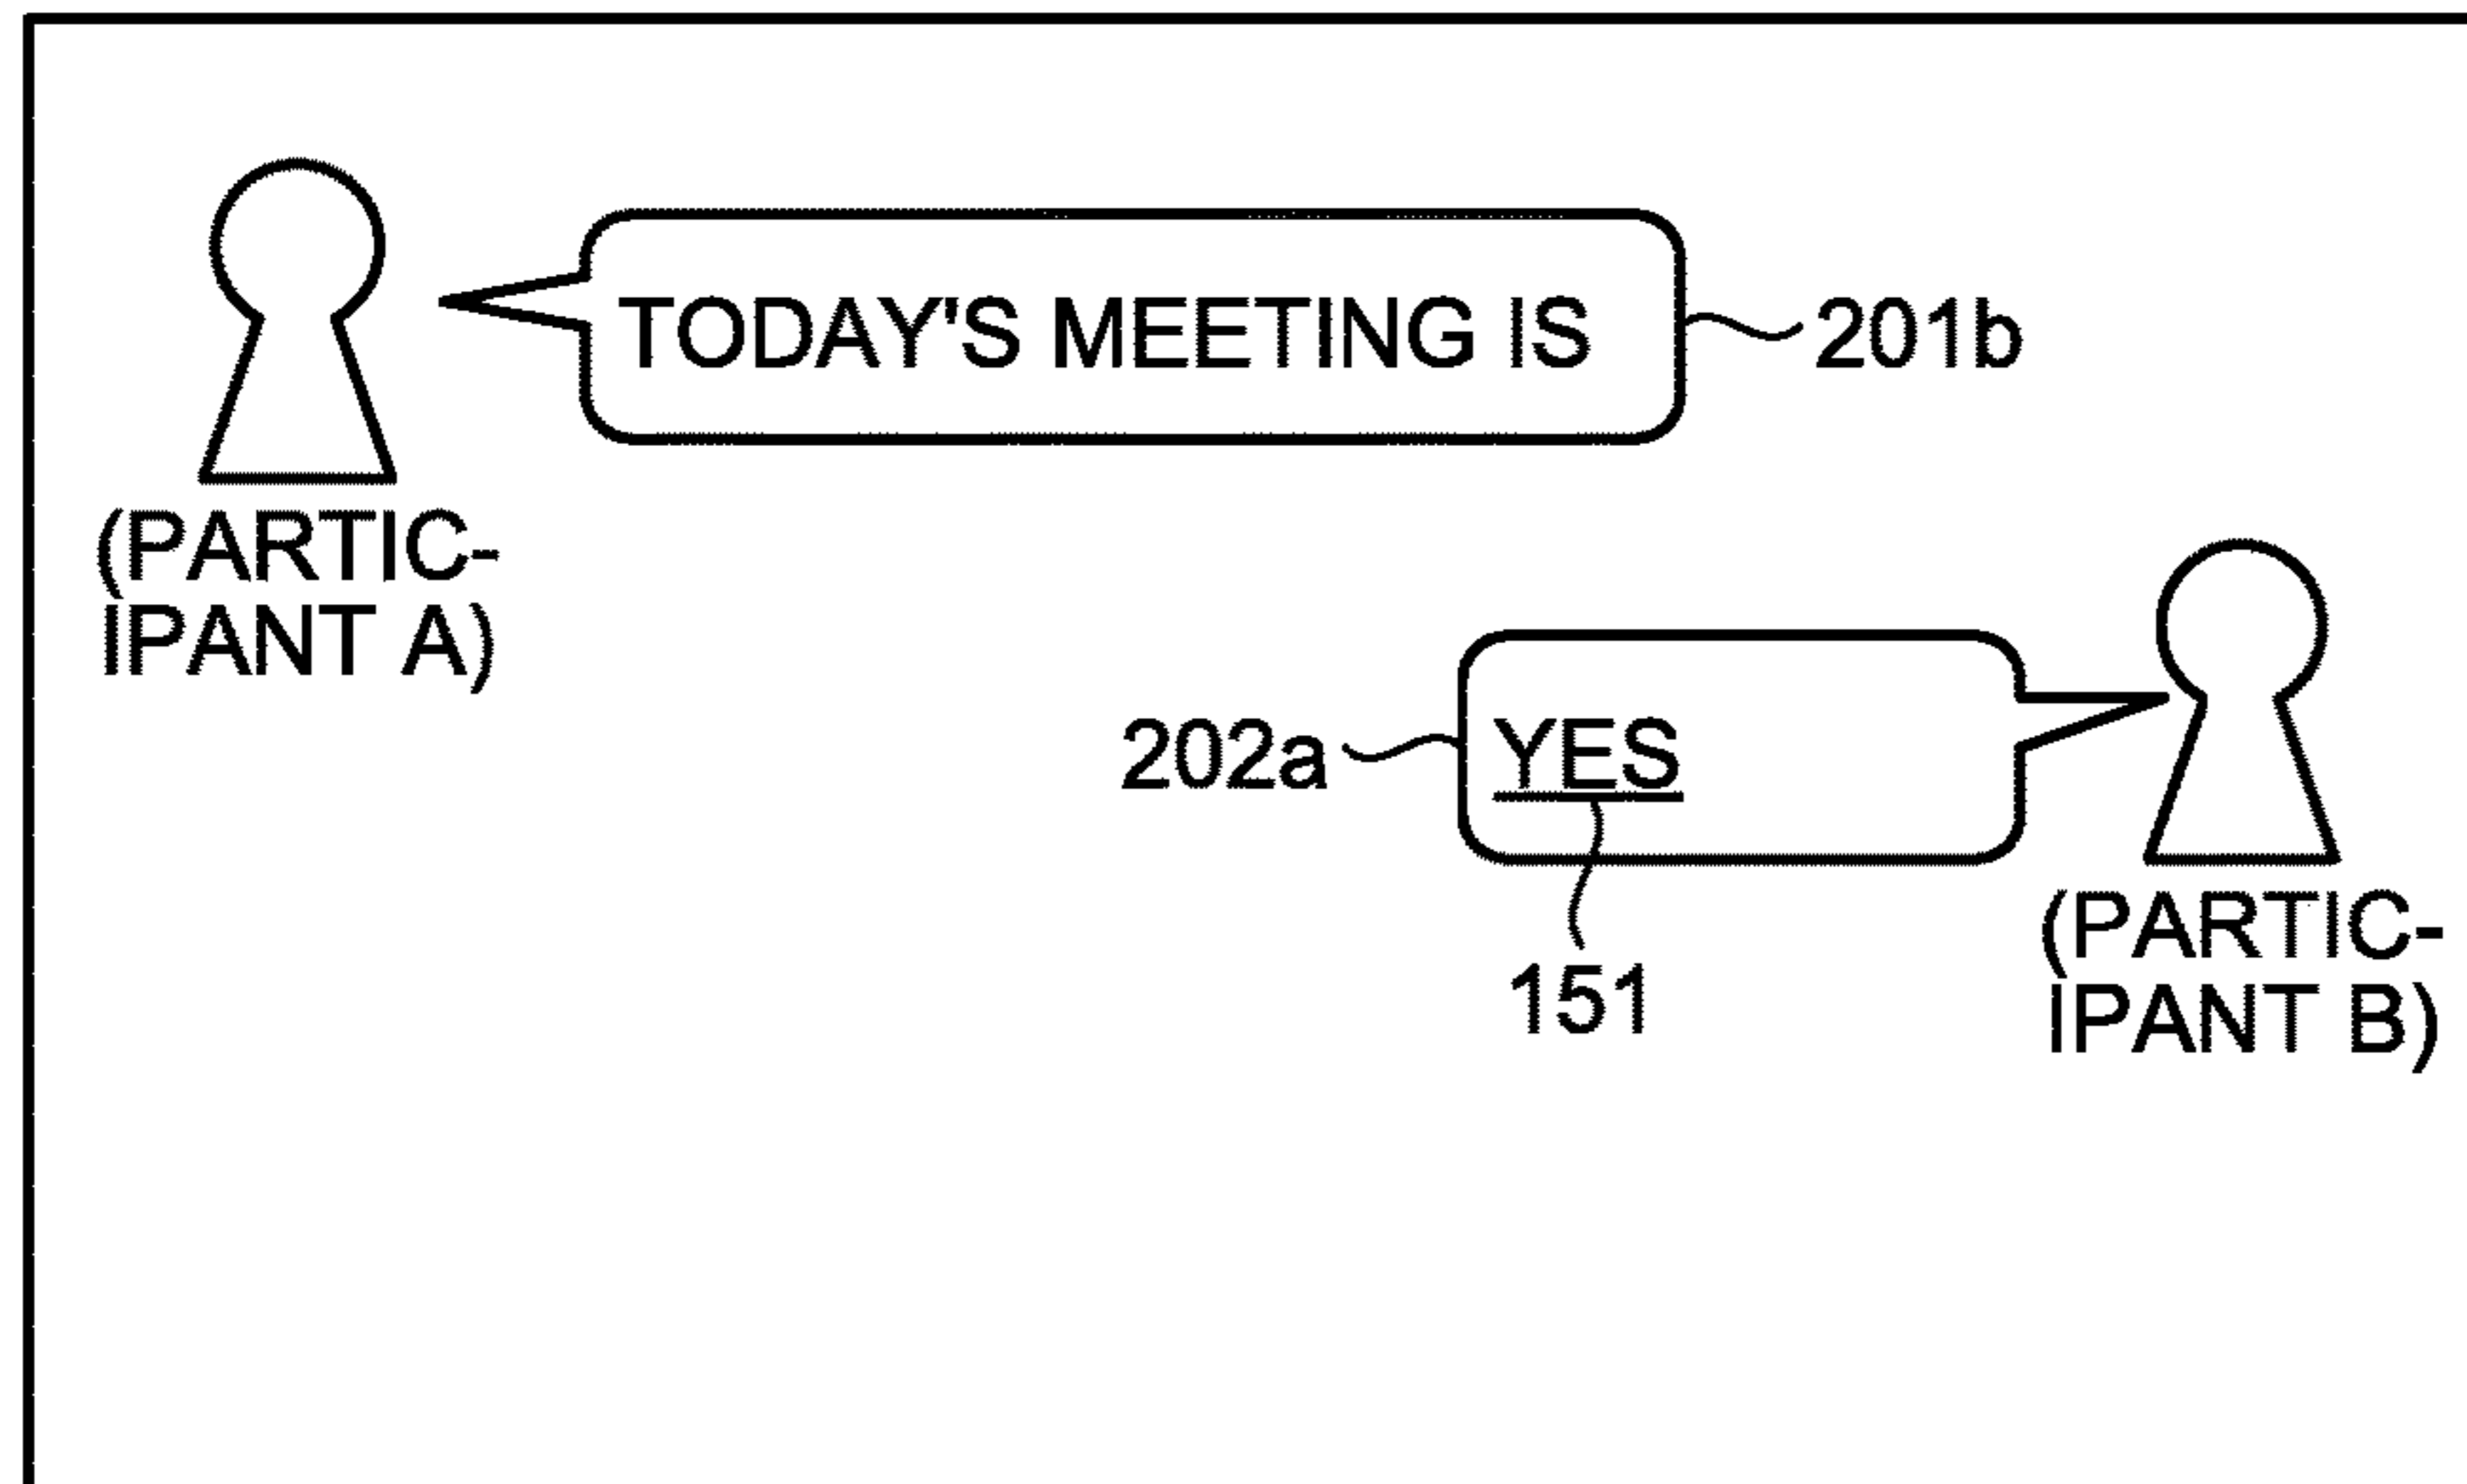 TODAY'S MEETING IS
201b
(PARTIC-
IPANT A)
202a
YES
151
(PARTIC-
IPANT B)